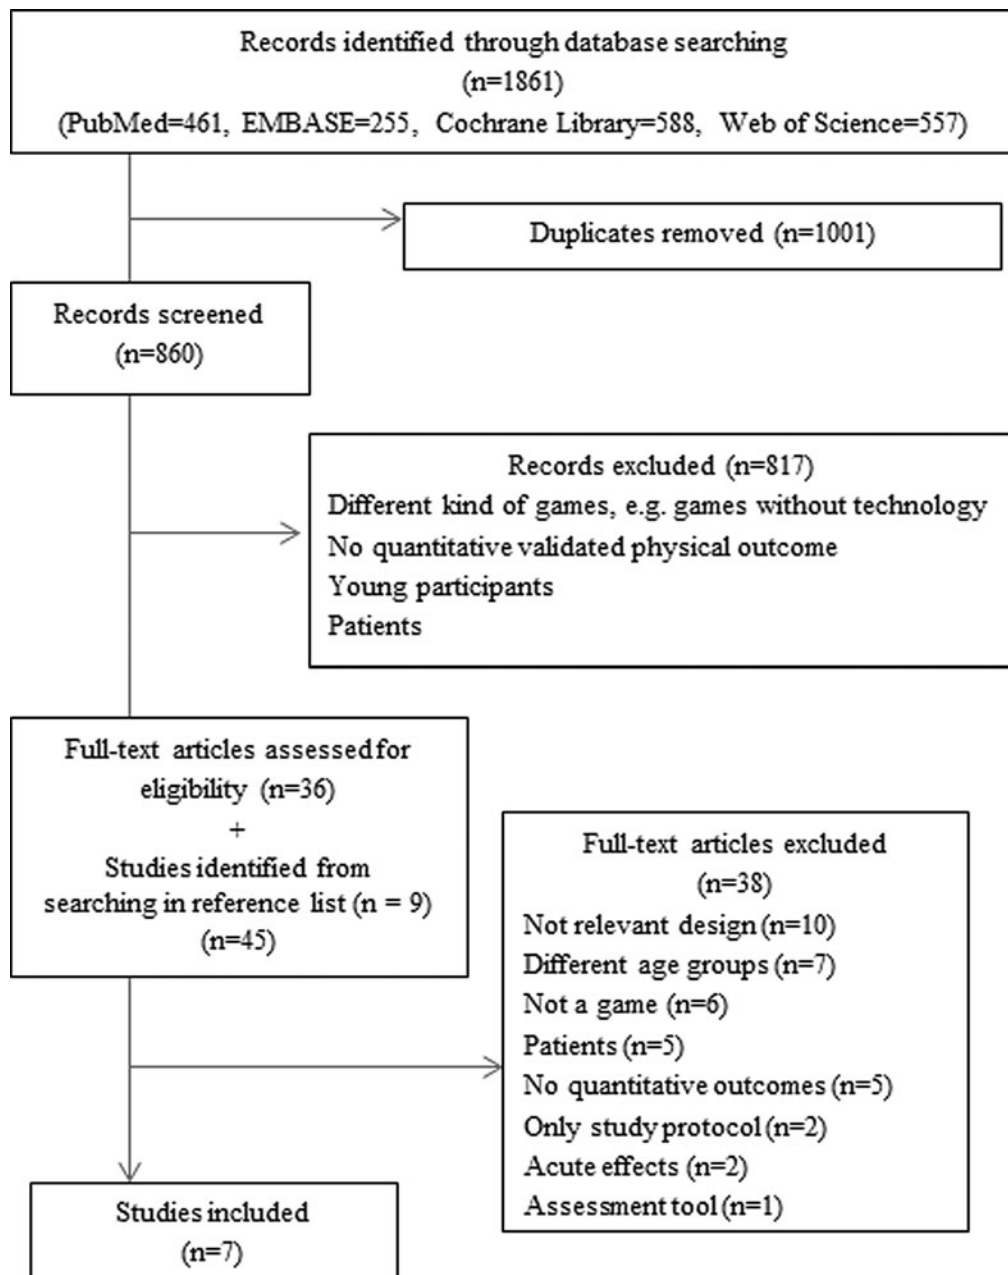 Records identified through database searching
(n=1861)
(PubMed=461, EMBASE=255, Cochrane Library=588, Web of Science=557)
Duplicates removed (n=1001)
Records screened
(n=860)
Records excluded (n=817)
Different kind of games, e.g. games without technology
No quantitative validated physical outcome
Young participants
Patients
Full-text articles assessed for
eligibility (n=36)
+
Studies identified from
searching in reference list (n = 9)
(n=45)
Full-text articles excluded
(n=38)
Not relevant design (n=10)
Different age groups (n=7)
Not a game (n=6)
Patients (n=5)
No quantitative outcomes (n=5)
Only study protocol (n=2)
Acute effects (n=2)
Assessment tool (n=1)
Studies included
(n=7)